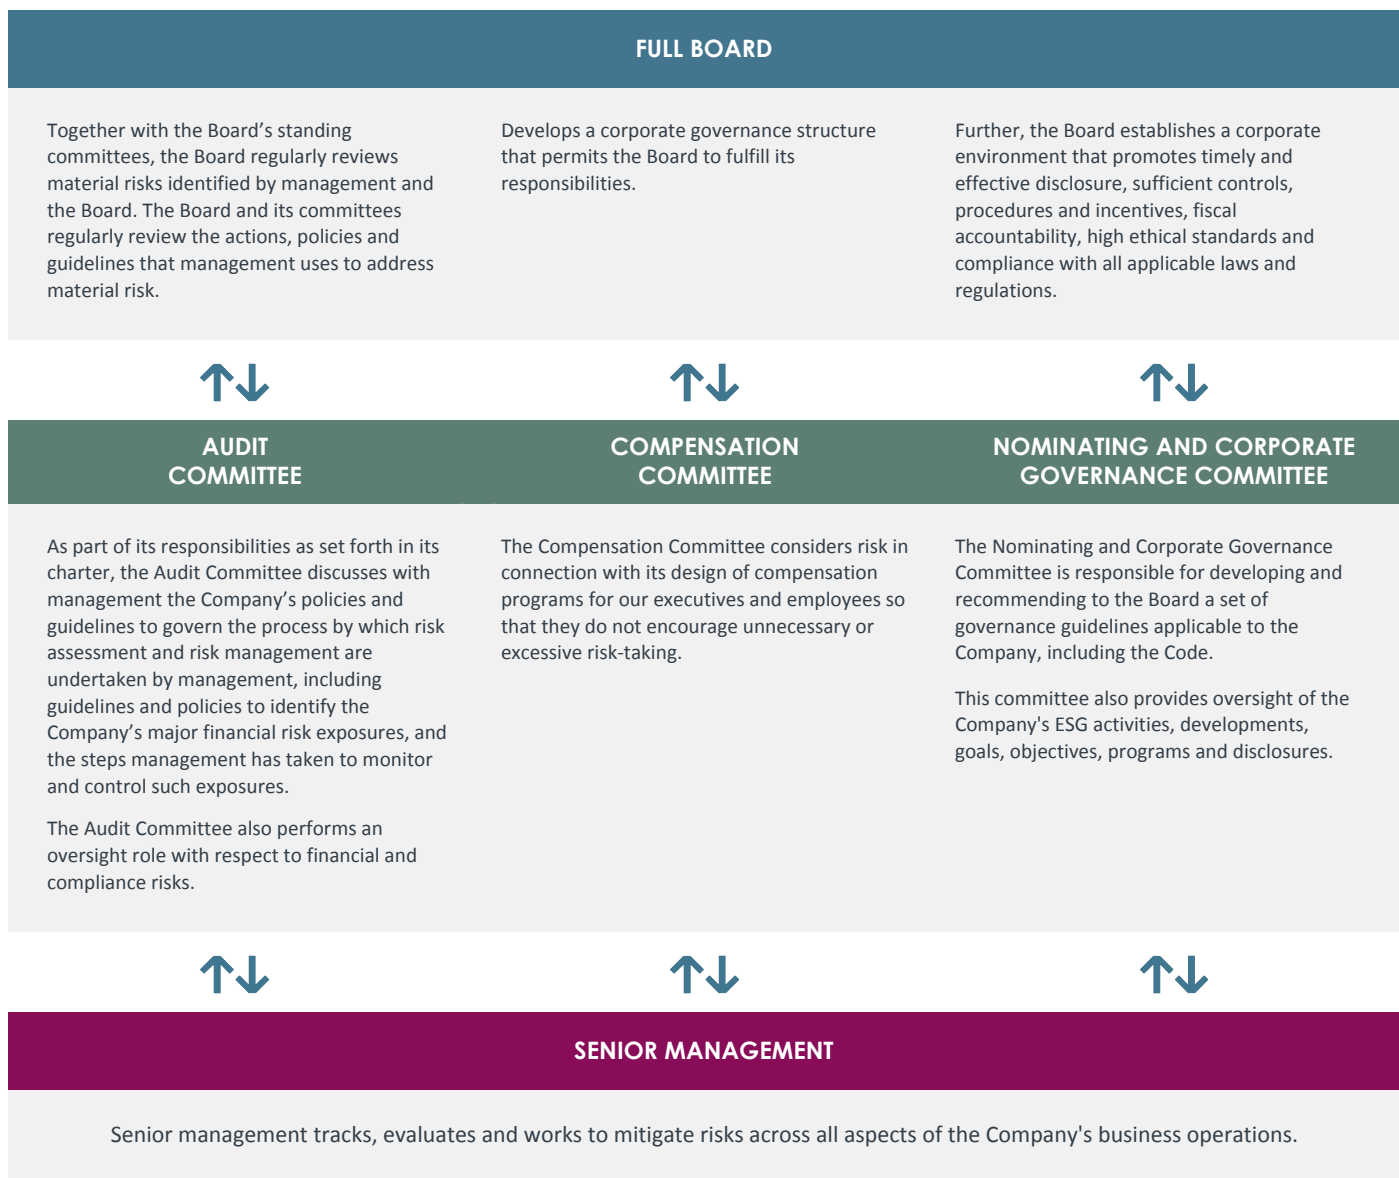 FULL BOARD
Together with the Board’s standing
committees, the Board regularly reviews
material risks identified by management and
the Board. The Board and its committees
regularly review the actions, policies and
guidelines that management uses to address
material risk.
Develops a corporate governance structure
that permits the Board to fulfill its
responsibilities.
Further, the Board establishes a corporate
environment that promotes timely and
effective disclosure, sufficient controls,
procedures and incentives, fiscal
accountability, high ethical standards and
compliance with all applicable laws and
regulations.
AUDIT
COMMITTEE
As part of its responsibilities as set forth in its
charter, the Audit Committee discusses with
management the Company’s policies and
guidelines to govern the process by which risk
assessment and risk management are
undertaken by management, including
guidelines and policies to identify the
Company’s major financial risk exposures, and
the steps management has taken to monitor
and control such exposures.
The Audit Committee also performs an
oversight role with respect to financial and
compliance risks.
COMPENSATION
COMMITTEE
The Compensation Committee considers risk in
connection with its design of compensation
programs for our executives and employees so
that they do not encourage unnecessary or
excessive risk-taking.
NOMINATING AND CORPORATE
GOVERNANCE COMMITTEE
The Nominating and Corporate Governance
Committee is responsible for developing and
recommending to the Board a set of
governance guidelines applicable to the
Company, including the Code.
This committee also provides oversight of the
Company's ESG activities, developments,
goals, objectives, programs and disclosures.
SENIOR MANAGEMENT
Senior management tracks, evaluates and works to mitigate risks across all aspects of the Company's business operations.